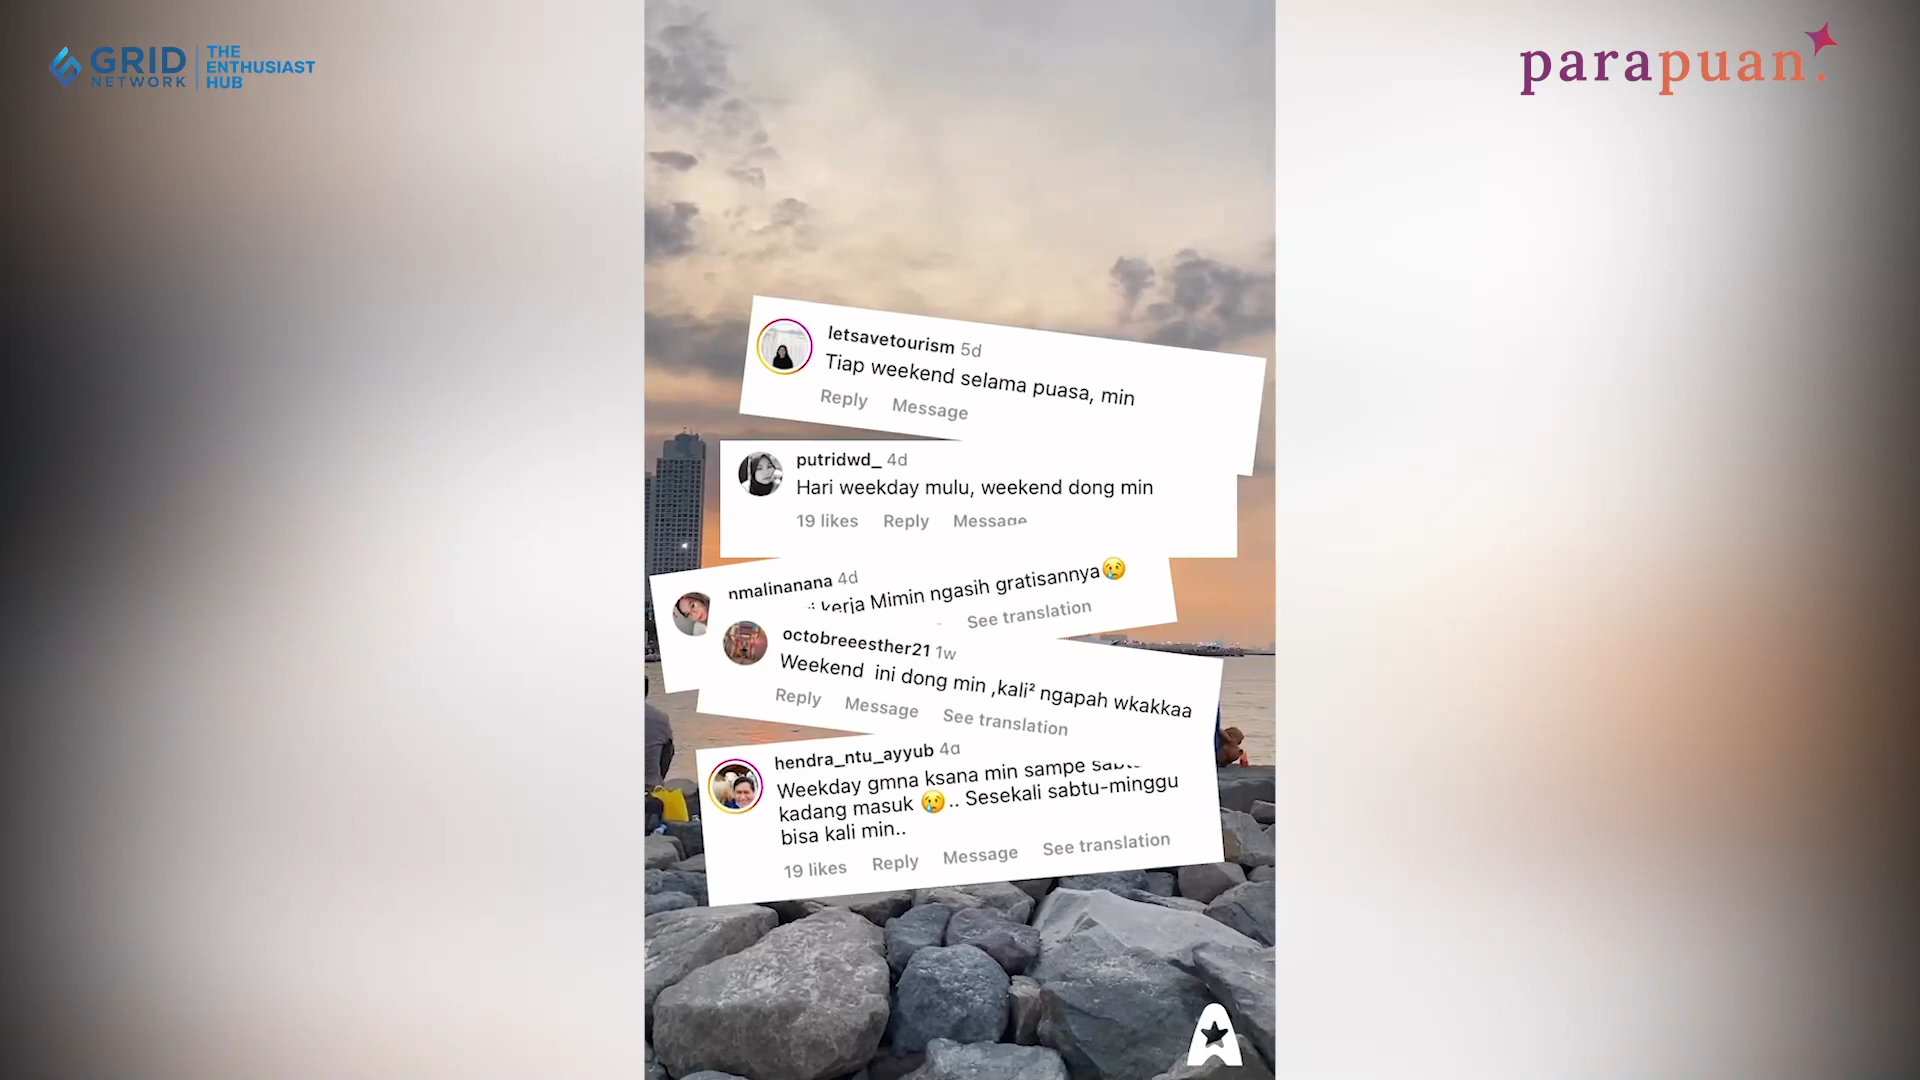 GRID
NETWORK
THE
ENTHUSIAST
HUB
parapuan.
letsavetourism 5d
Tiap weekend selama puasa, min
Reply Message
putridwd_ 4d
Hari weekday mulu, weekend dong min
19 likes Reply Message
nmalinanana 4d
kerja Mimin ngasih gratisannya😢
See translation
octobreeesther21 1w
Weekend ini dong min ,kali² ngapah wkakkaa
Reply Message See translation
hendra_ntu_ayyub 4d
Weekday gmna ksana min sampe
kadang masuk 😢.. Sesekali sabtu-minggu
bisa kali min..
19 likes Reply Message See translation